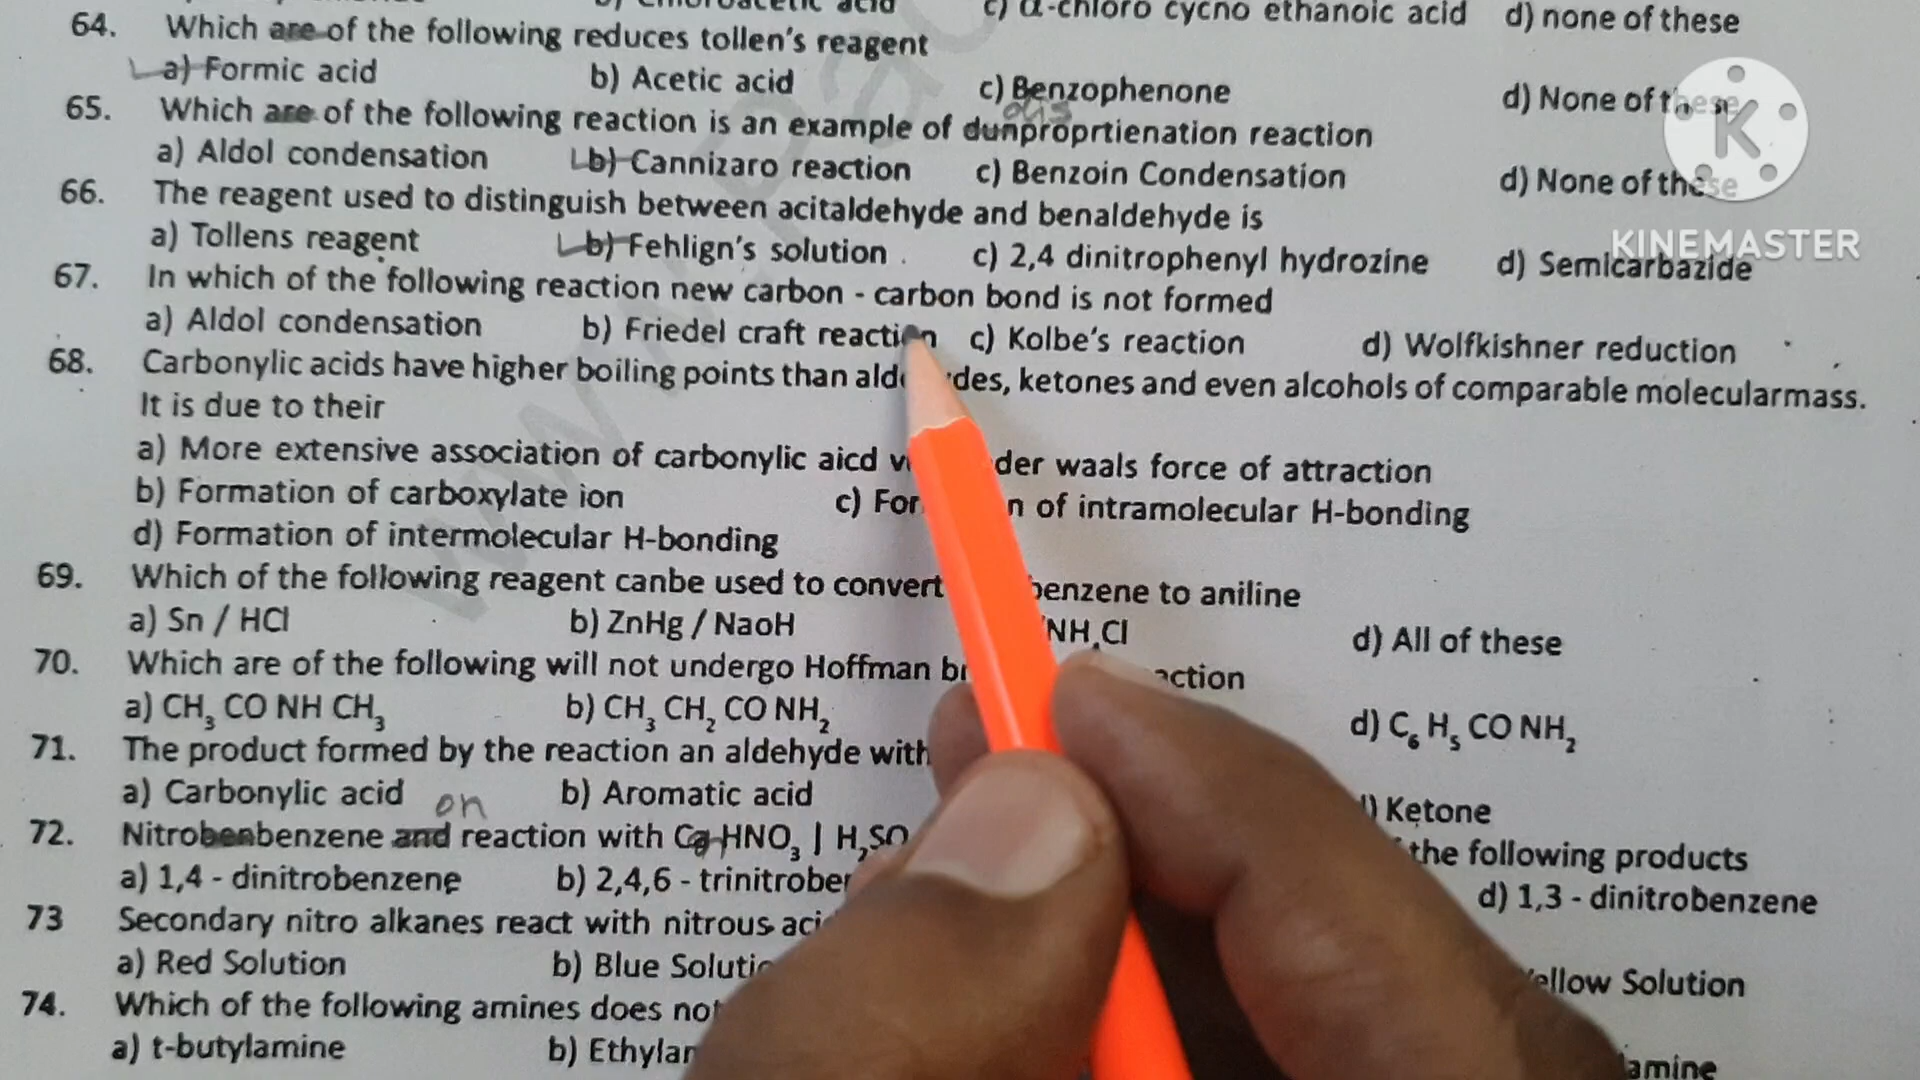 c) α-chloro cycno ethanoic acid d) none of these
64. Which are of the following reduces tollen's reagent
a) Formic acid b) Acetic acid c) Benzophenone d) None of these
65. Which are of the following reaction is an example of dunproprtienation reaction
dis
a) Aldol condensation b) Cannizaro reaction c) Benzoin Condensation d) None of these
66. The reagent used to distinguish between acitaldehyde and benaldehyde is
a) Tollens reagent b) Fehlign's solution c) 2,4 dinitrophenyl hydrozine d) Semicarbazide
67. In which of the following reaction new carbon - carbon bond is not formed
a) Aldol condensation b) Friedel craft reaction c) Kolbe's reaction d) Wolfkishner reduction
68. Carbonylic acids have higher boiling points than des, ketones and even alcohols of comparable molecularmass.
It is due to their
a) More extensive association of carbonylic aicd der waals force of attraction
b) Formation of carboxylate ion c) For n of intramolecular H-bonding
d) Formation of intermolecular H-bonding
69. Which of the following reagent canbe used to convert benzene to aniline
a) Sn / HCl b) ZnHg / NaoH NH4Cl d) All of these
70. Which are of the following will not undergo Hoffman ction
a) CH3 CO NH CH3 b) CH3 CH2 CO NH2 d) C6 H5 CO NH2
71. The product formed by the reaction an aldehyde with
a) Carbonylic acid b) Aromatic acid d) Ketone
on
72. Nitrobenbenzene and reaction with HNO3 | H2SO the following products
a) 1,4 - dinitrobenzene b) 2,4,6 - d) 1,3 - dinitrobenzene
73 Secondary nitro alkanes react with nitrous
a) Red Solution b) Blue Yellow Solution
74. Which of the following amines does
a) t-butylamine b) amine
K
KINEMASTER